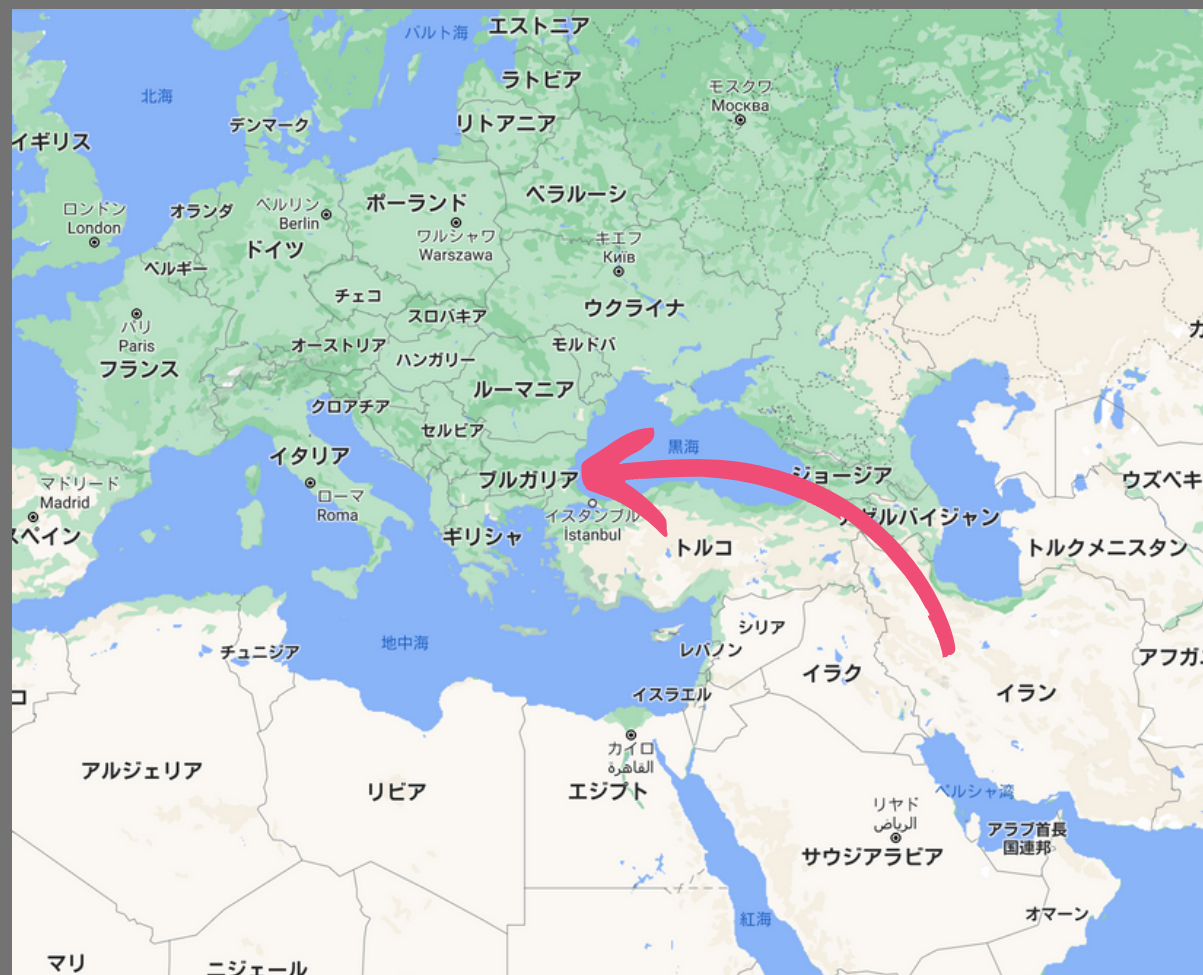 バルト海
エストニア
ラトビア
モスクワ
Москва
北海
デンマーク
リトアニア
イギリス
ベラルーシ
ポーランド
ベルリン
Berlin
オランダ
ロンドン
London
ワルシャワ
Warszawa
キエフ
Київ
ドイツ
ベルギー
チェコ
ウクライナ
スロバキア
パリ
Paris
オーストリア
モルドバ
ハンガリー
フランス
ルーマニア
クロアチア
セルビア
黒海
イタリア
ブルガリア
ジョージア
ウズベキ
マドリード
Madrid
ローマ
Roma
イスタンブル
İstanbul
アゼルバイジャン
スペイン
ギリシャ
トルコ
トルクメニスタン
シリア
地中海
レバノン
チュニジア
アフガ
イラク
イラン
イスラエル
コ
カイロ
القاهرة
アルジェリア
リビア
エジプト
ペルシャ湾
リヤド
الرياض
アラブ首長
国連邦
サウジアラビア
紅海
オマーン
マリ
ニジェール